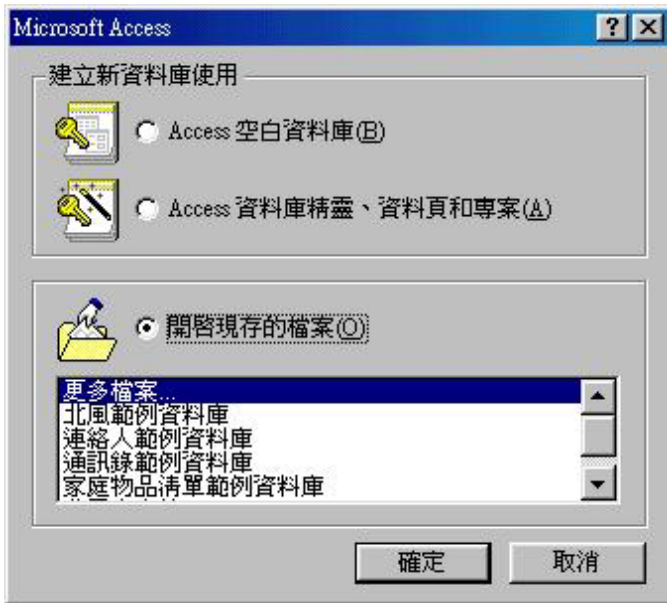 Microsoft Access
建立新資料庫使用
Access 空白資料庫(B)
Access 資料庫精靈、資料頁和專案(A)
開啓現存的檔案(O)
更多檔案...
北風範例資料庫
連絡人範例資料庫
通訊錄範例資料庫
家庭物品清單範例資料庫
確定
取消